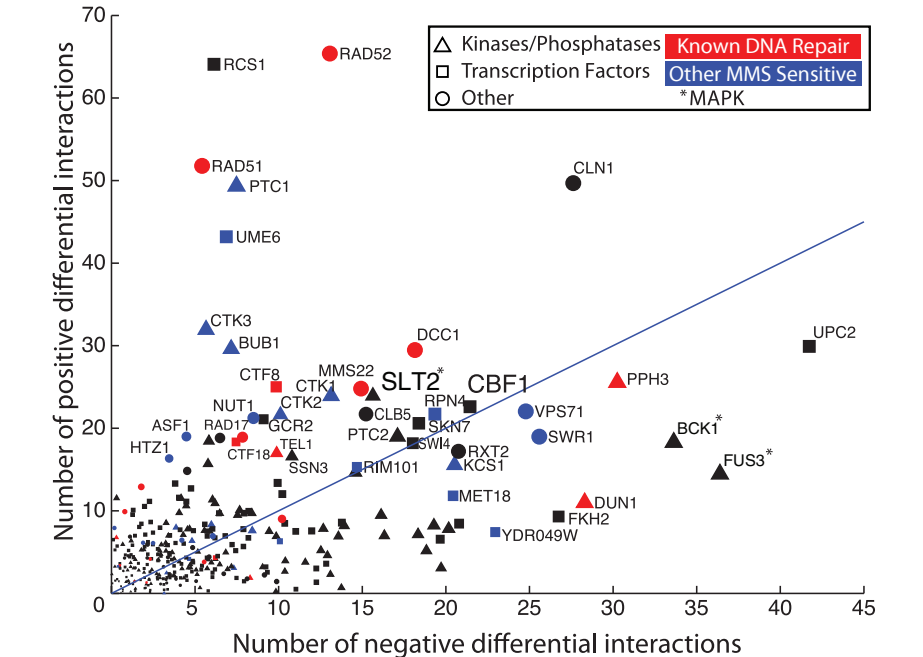 70
60
50
40
30
20
10
0
0
5
10
15
20
25
30
35
40
45
Number of positive differential interactions
Number of negative differential interactions
Kinases/Phosphatases
Known DNA Repair
Transcription Factors
Other MMS Sensitive
Other
*MAPK
RCS1
RAD52
RAD51
PTC1
CLN1
UME6
CTK3
BUB1
DCC1
UPC2
CTF8
MMS22
CTK1
SLT2*
CBF1
PPH3
NUT1
CTK2
CLB5
RPN4
VPS71
ASF1
RAD17
GCR2
PTC2
SKN7
SWI4
SWR1
BCK1*
HTZ1
CTF18
TEL1
SSN3
RIM101
RXT2
KCS1
FUS3*
MET18
DUN1
FKH2
YDR049W